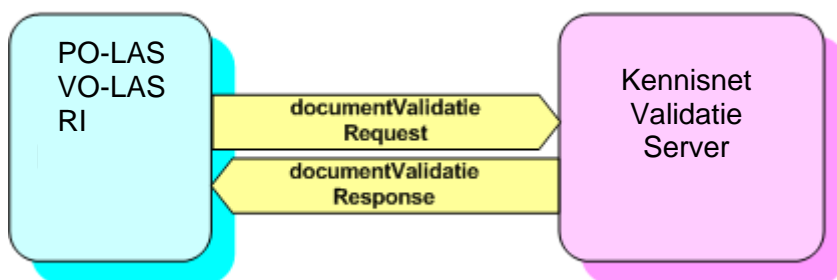 PO-LAS
VO-LAS
RI
documentValidatie
Request
documentValidatie
Response
Kennisnet
Validatie
Server